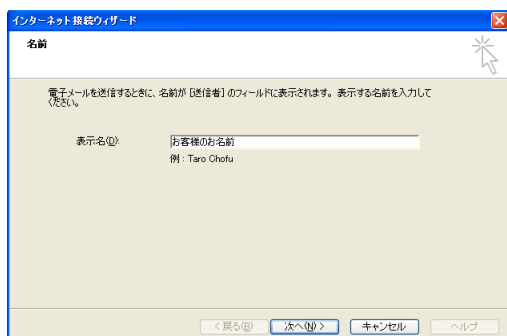 インターネット接続ウィザード
名前
電子メールを送信するときに、名前が [送信者] のフィールドに表示されます。表示する名前を入力して
ください。
表示名(D):
お客様のお名前
例 : Taro Chofu
< 戻る(B)
次へ(N) >
キャンセル
ヘルプ